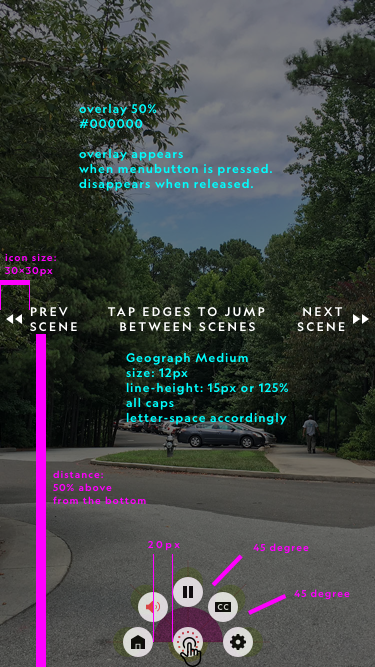 overlay 50%
#000000
overlay appears
when menubutton is pressed.
disappears when released.
icon size:
30×30px
PREV
SCENE
TAP EDGES TO JUMP
BETWEEN SCENES
NEXT
SCENE
Geograph Medium
size: 12px
line-height: 15px or 125%
all caps
letter-space accordingly
distance:
50% above
from the bottom
20px
45 degree
45 degree
CC